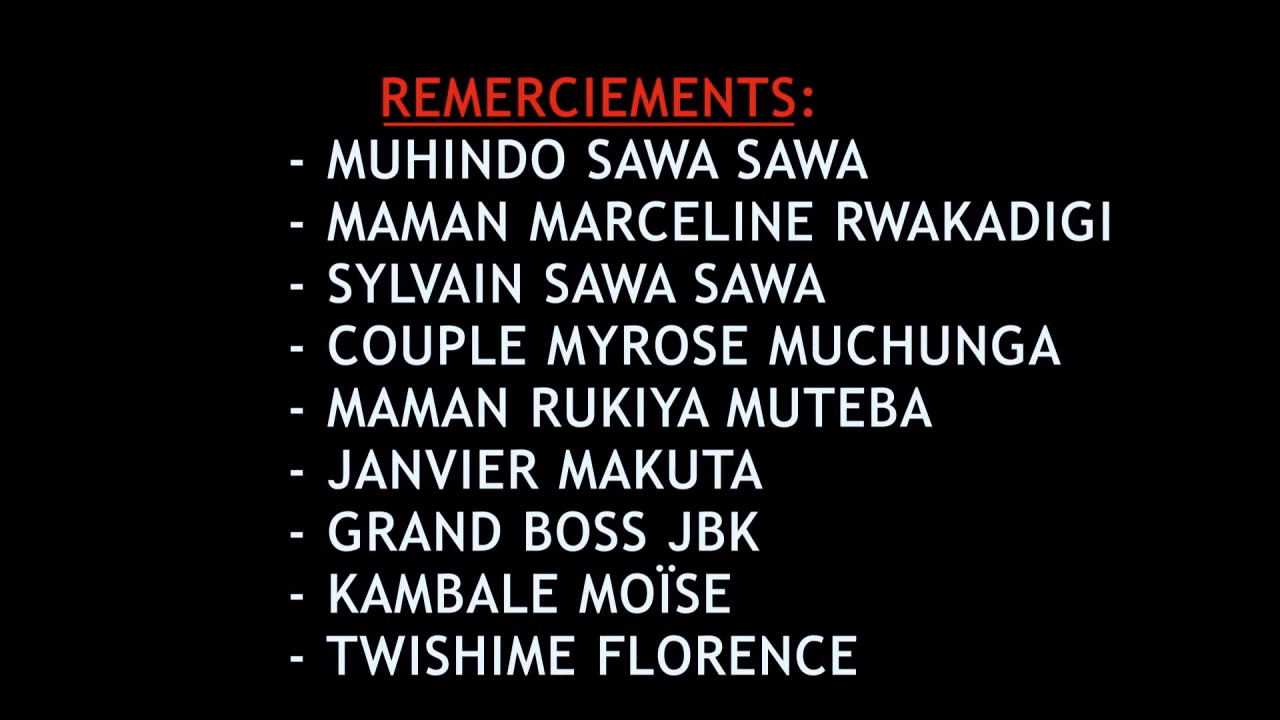 REMERCIEMENTS:
- MUHINDO SAWA SAWA
- MAMAN MARCELINE RWAKADIGI
- SYLVAIN SAWA SAWA
- COUPLE MYROSE MUCHUNGA
- MAMAN RUKIYA MUTEBA
- JANVIER MAKUTA
- GRAND BOSS JBK
- KAMBALE MOÏSE
- TWISHIME FLORENCE